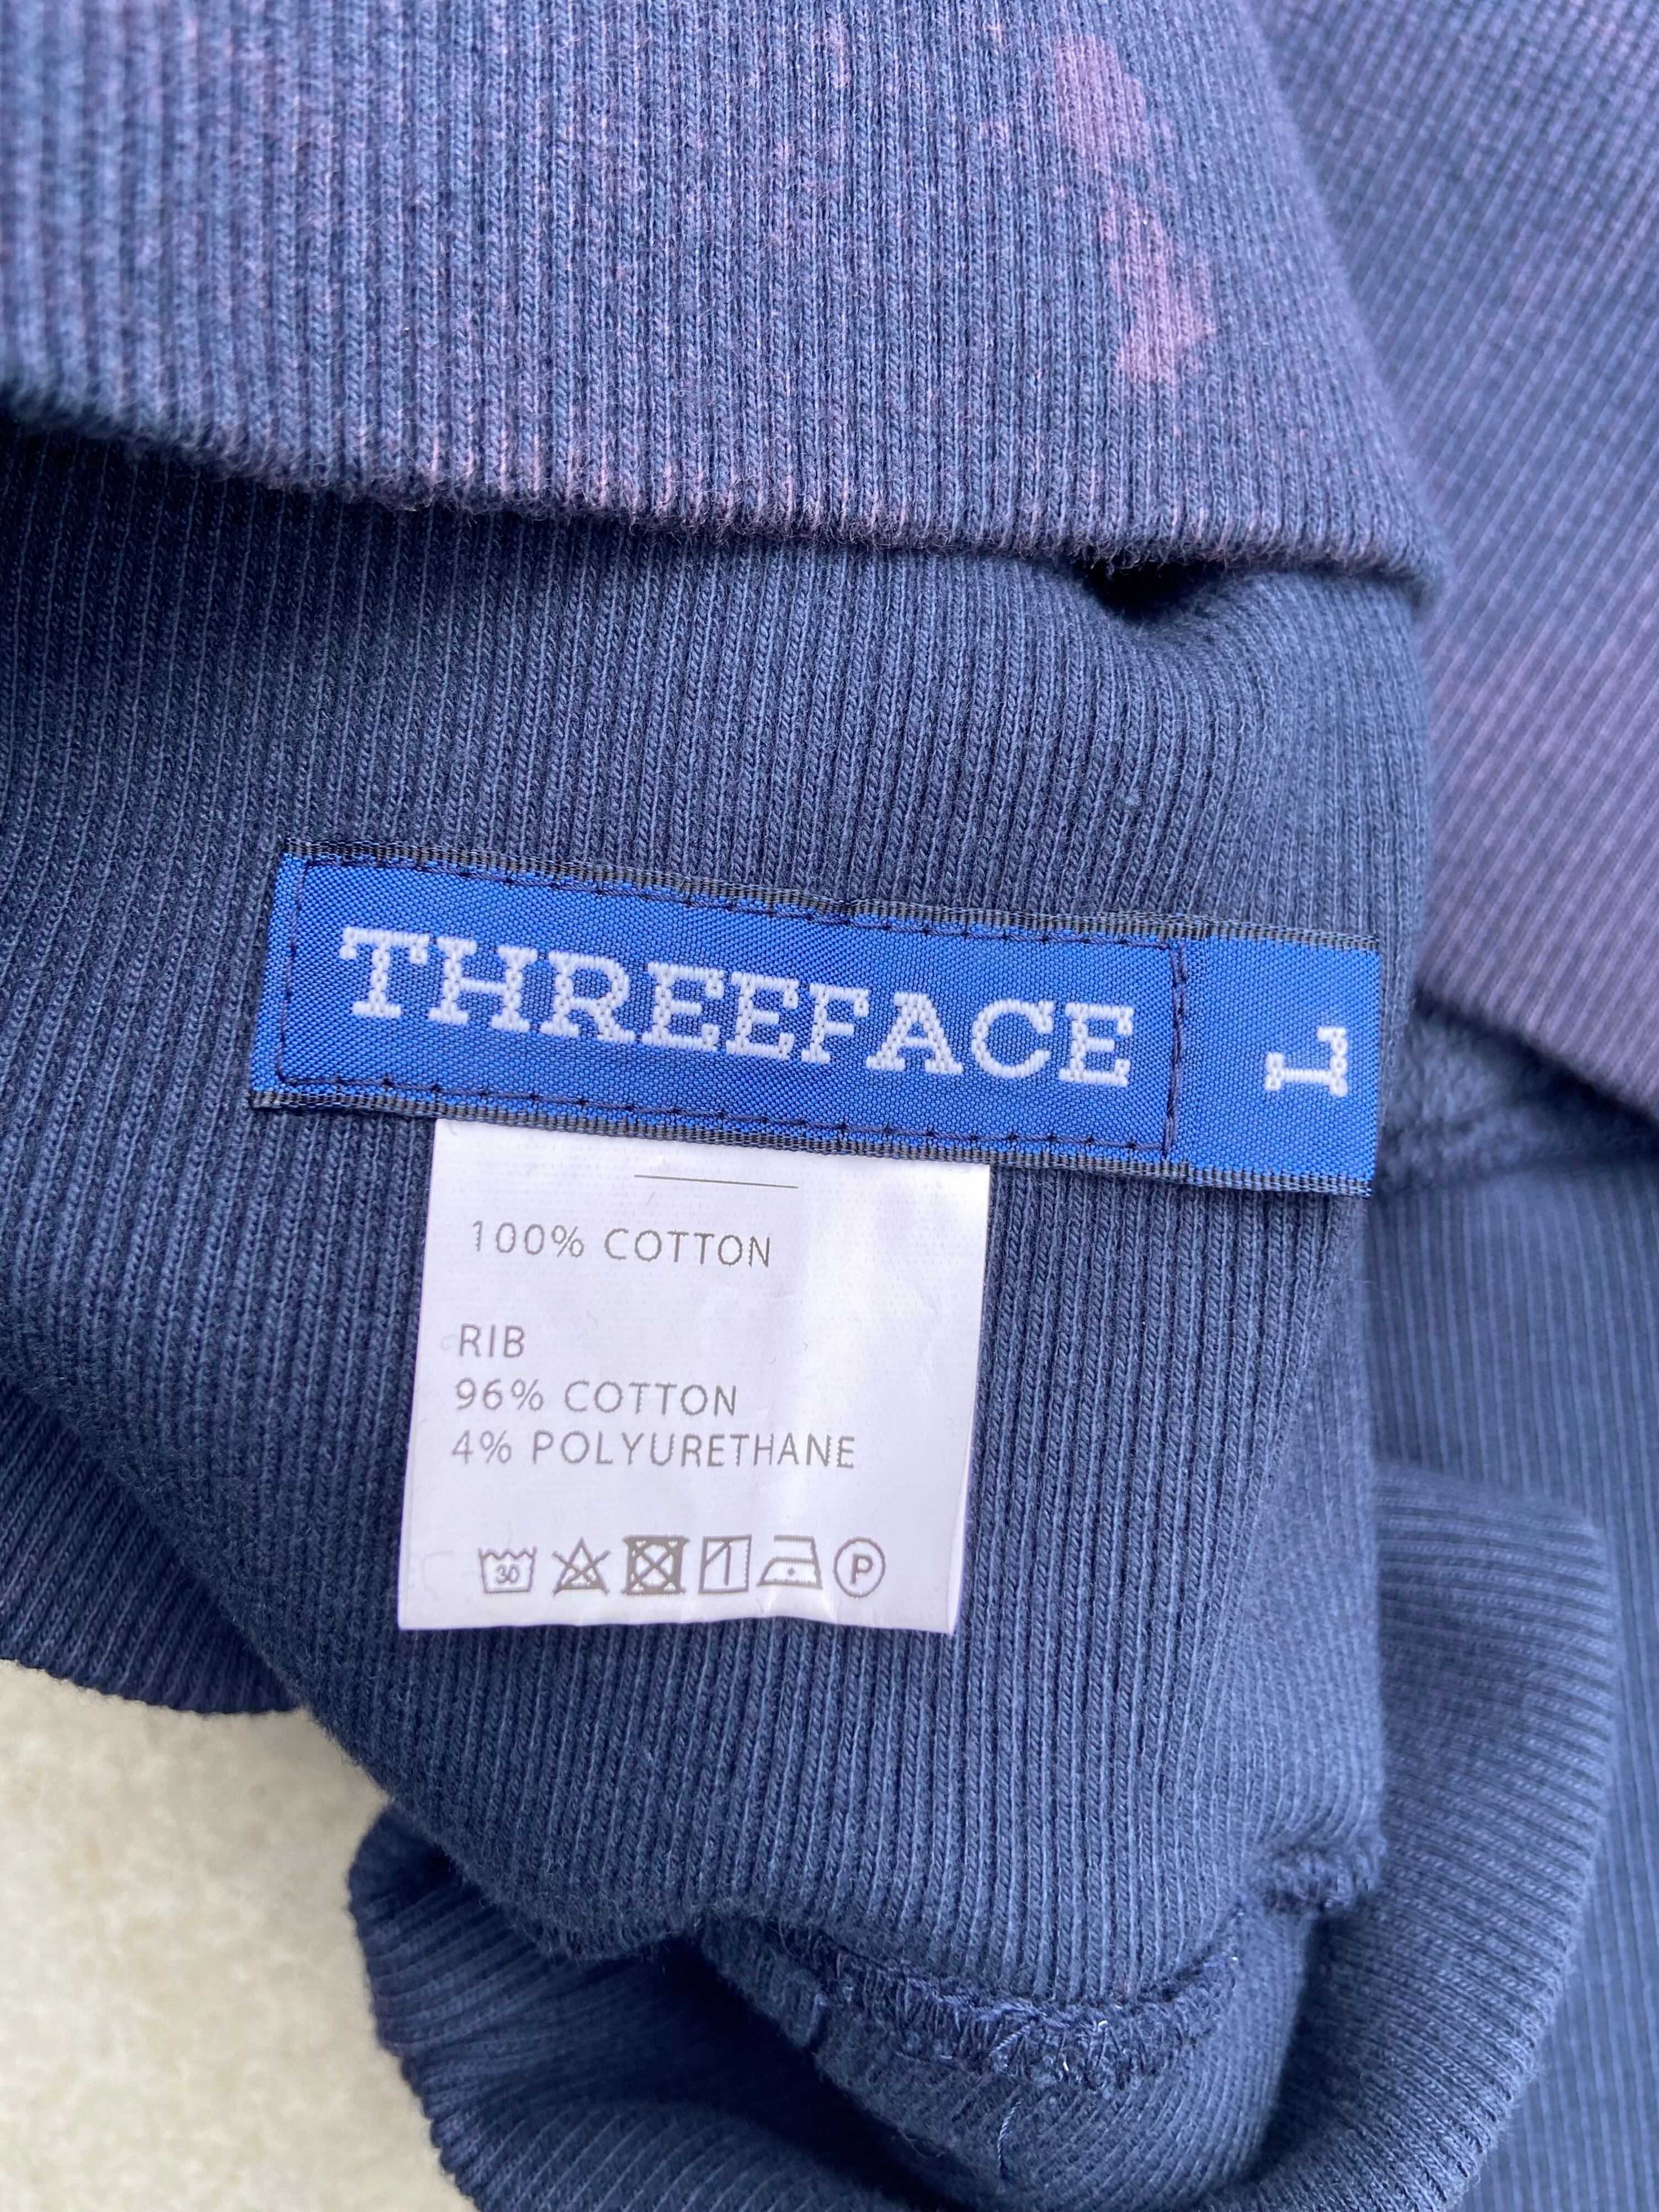 THREEFACE
L
100% COTTON
RIB
96% COTTON
4% POLYURETHANE
30 P